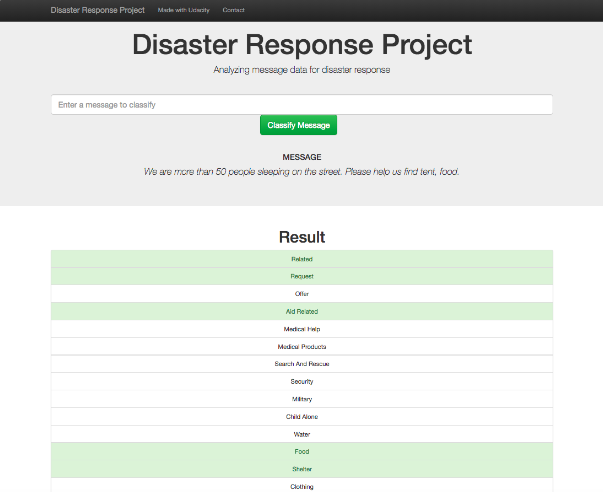 Disaster Response Project Made with Udacity Contact
Disaster Response Project
Analyzing message data for disaster response
Enter a message to classify
Classify Message
MESSAGE
We are more than 50 people sleeping on the street. Please help us find tent, food.
Result
Related
Request
Offer
Aid Related
Medical Help
Medical Products
Search And Rescue
Security
Military
Child Alone
Water
Food
Shelter
Clothing